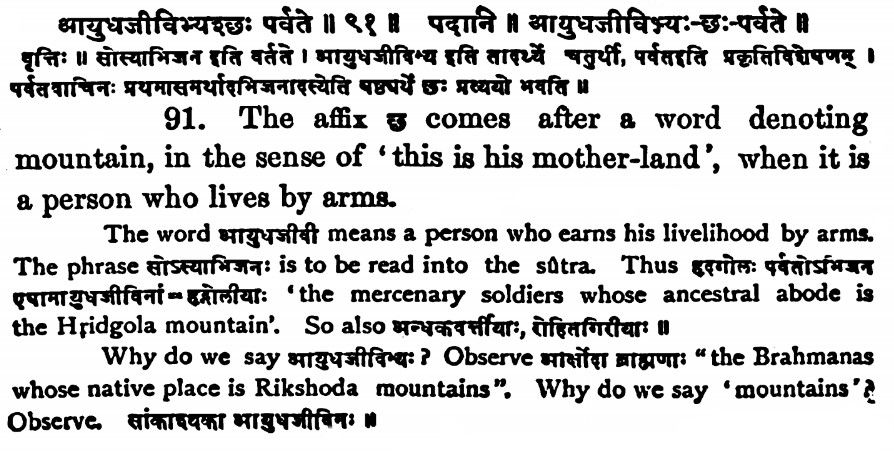 आयुधजीविभ्यश्छः पर्वते ॥ ९१ ॥ पदानि ॥ आयुधजीविभ्यः-छः-पर्वते ॥
वृत्तिः ॥ सोस्याभिजन इति वर्तते । आयुधजीविभ्य इति तादर्थ्ये चतुर्थी, पर्वतइति प्रकृतिविशेषणम् ।
पर्वतवाचिनः प्रथमासमर्थादभिजनादस्येति षष्ठ्यर्थे छः प्रत्ययो भवति ॥
91. The affix छ comes after a word denoting
mountain, in the sense of ‘this is his mother-land’, when it is
a person who lives by arms.
The word आयुधजीवी means a person who earns his livelihood by arms.
The phrase सोऽस्याभिजनः is to be read into the sûtra. Thus हृदगोलः पर्वतोऽभिजन
एषामायुधजीविनां = हृद्गोलीयाः ‘the mercenary soldiers whose ancestral abode is
the Hṛidgola mountain’. So also अन्धकवर्त्तीयाः, रोहितगिरीयाः ॥
Why do we say आयुधजीविभ्यः? Observe आर्क्षोदा ब्राह्मणाः “the Brahmanas
whose native place is Rikshoda mountains”. Why do we say ‘mountains’?
Observe. सांकाश्यका आयुधजीविनः ॥